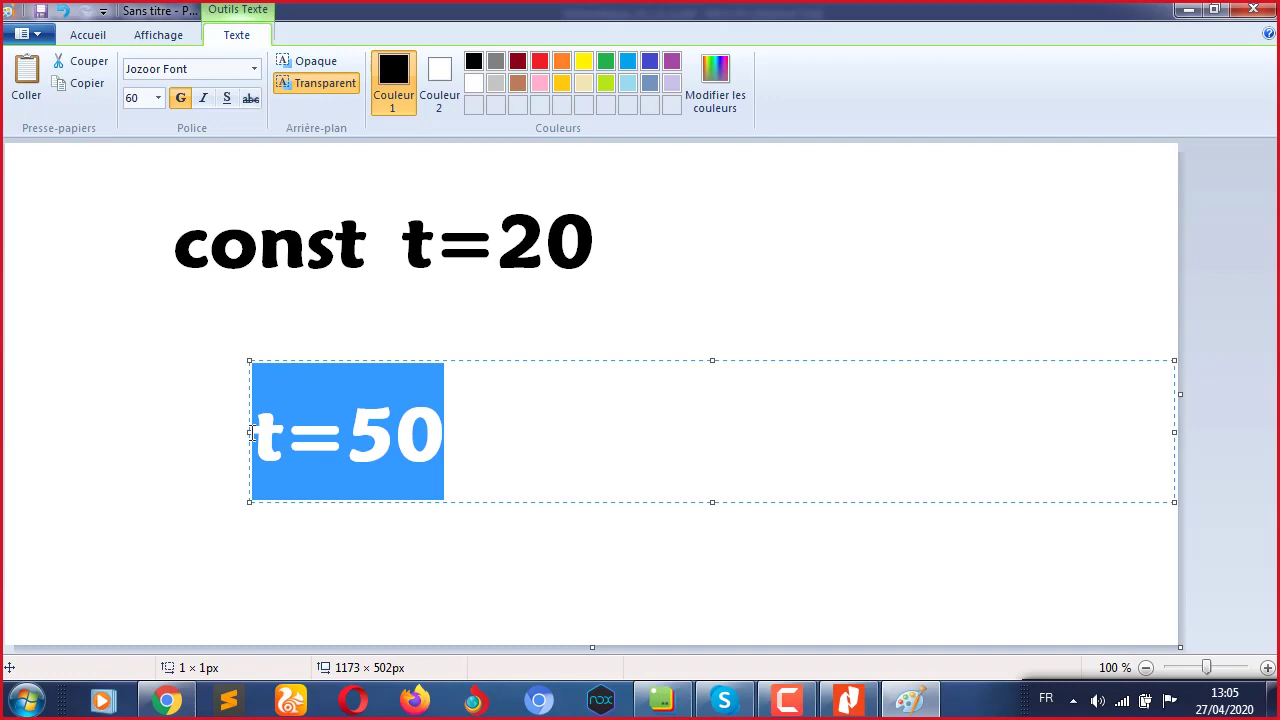 Sans titre - P...
Outils Texte
Accueil
Affichage
Texte
Coller
Couper
Copier
Presse-papiers
Jozoor Font
60
G
I
S
abc
Police
Opaque
Transparent
Arrière-plan
Couleur
1
Couleur
2
Modifier les
couleurs
Couleurs
const t=20
t=50
1 × 1px
1173 × 502px
100 %
nox
FR
13:05
27/04/2020